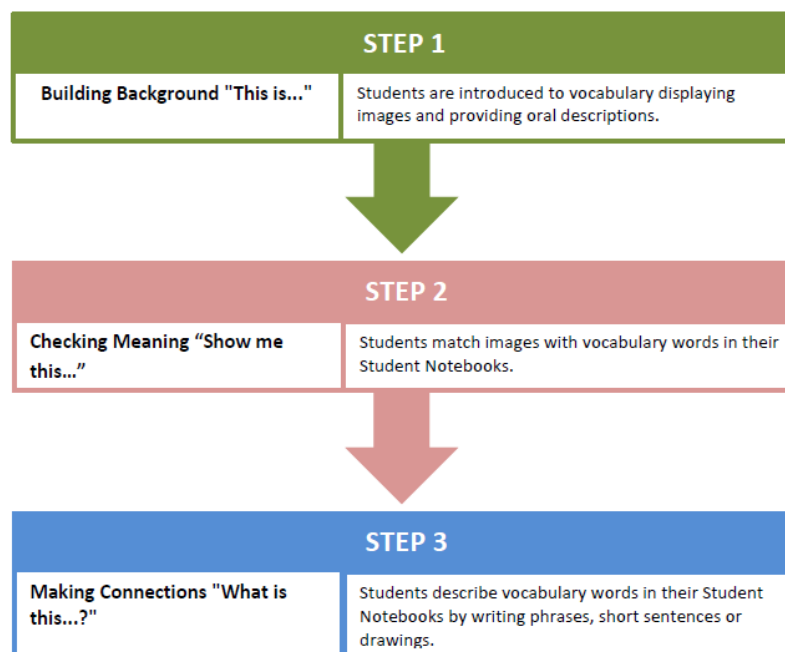 STEP 1
Building Background "This is..."
Students are introduced to vocabulary displaying
images and providing oral descriptions.
STEP 2
Checking Meaning “Show me
this...”
Students match images with vocabulary words in their
Student Notebooks.
STEP 3
Making Connections "What is
this...?"
Students describe vocabulary words in their Student
Notebooks by writing phrases, short sentences or
drawings.